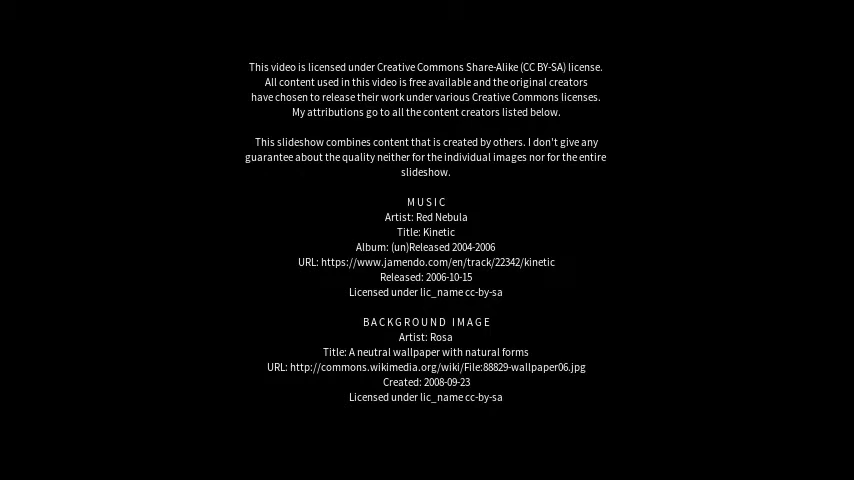 This video is licensed under Creative Commons Share-Alike (CC BY-SA) license.
All content used in this video is free available and the original creators
have chosen to release their work under various Creative Commons licenses.
My attributions go to all the content creators listed below.
This slideshow combines content that is created by others. I don't give any
guarantee about the quality neither for the individual images nor for the entire
slideshow.
MUSIC
Artist: Red Nebula
Title: Kinetic
Album: (un)Released 2004-2006
URL: https://www.jamendo.com/en/track/22342/kinetic
Released: 2006-10-15
Licensed under lic_name cc-by-sa
BACKGROUND IMAGE
Artist: Rosa
Title: A neutral wallpaper with natural forms
URL: http://commons.wikimedia.org/wiki/File:88829-wallpaper06.jpg
Created: 2008-09-23
Licensed under lic_name cc-by-sa